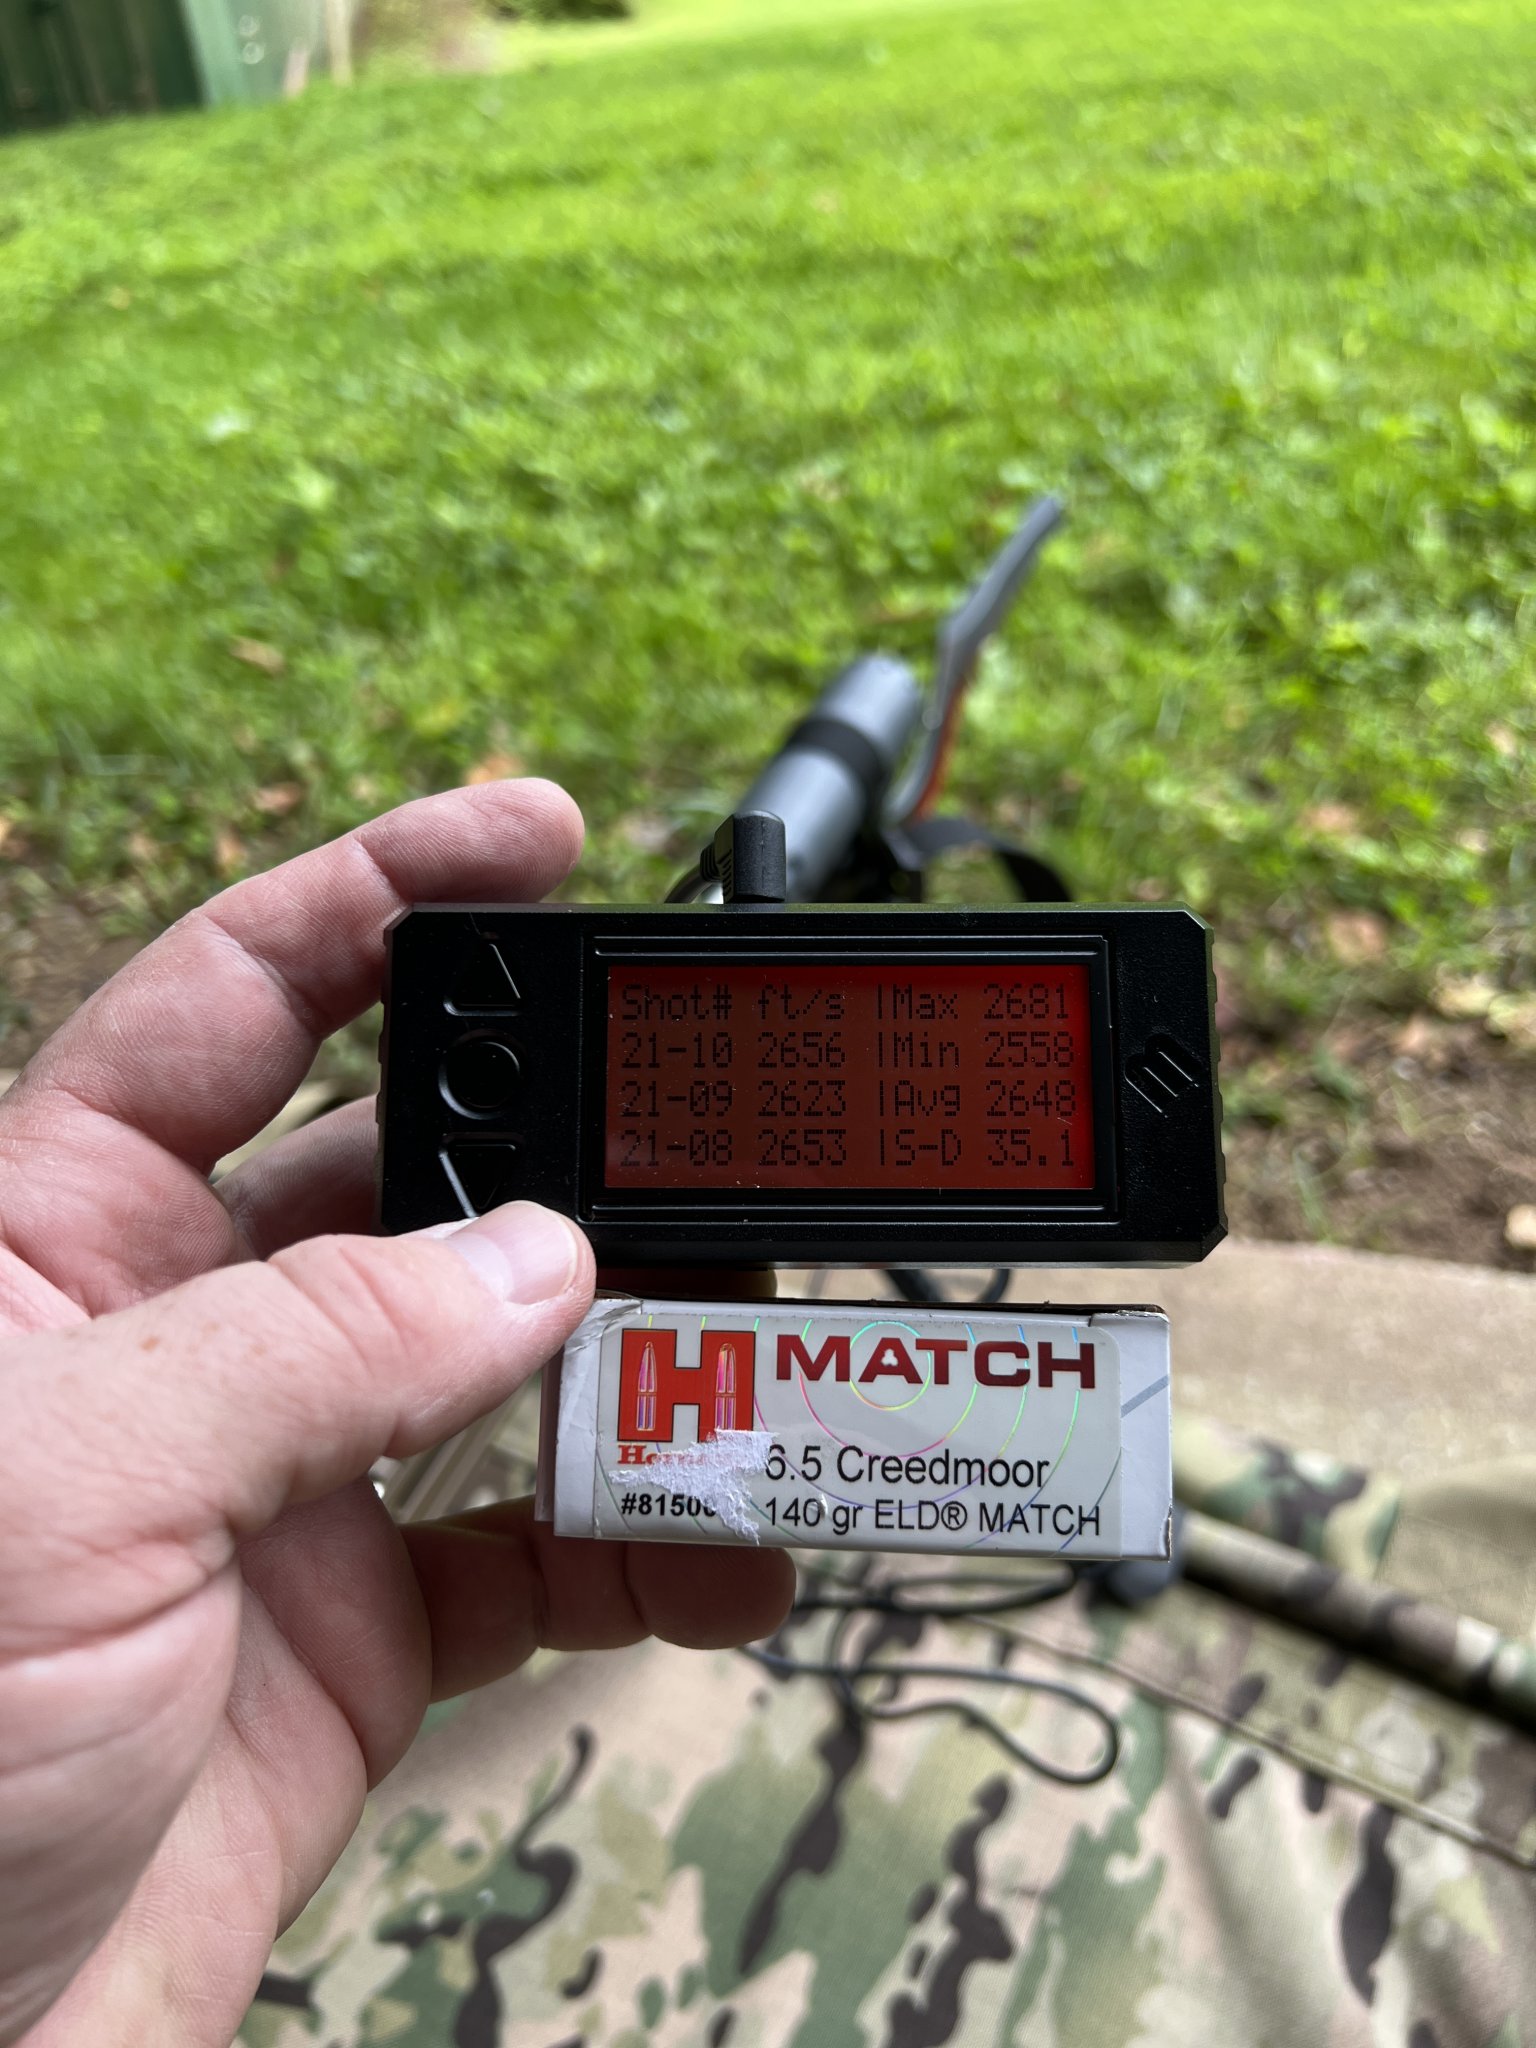 Shot# ft/s |Max 2681
21-10 2656 |Min 2558
21-09 2623 |Avg 2648
21-08 2653 |S-D 35.1
H MATCH
6.5 Creedmoor
140 gr ELD® MATCH